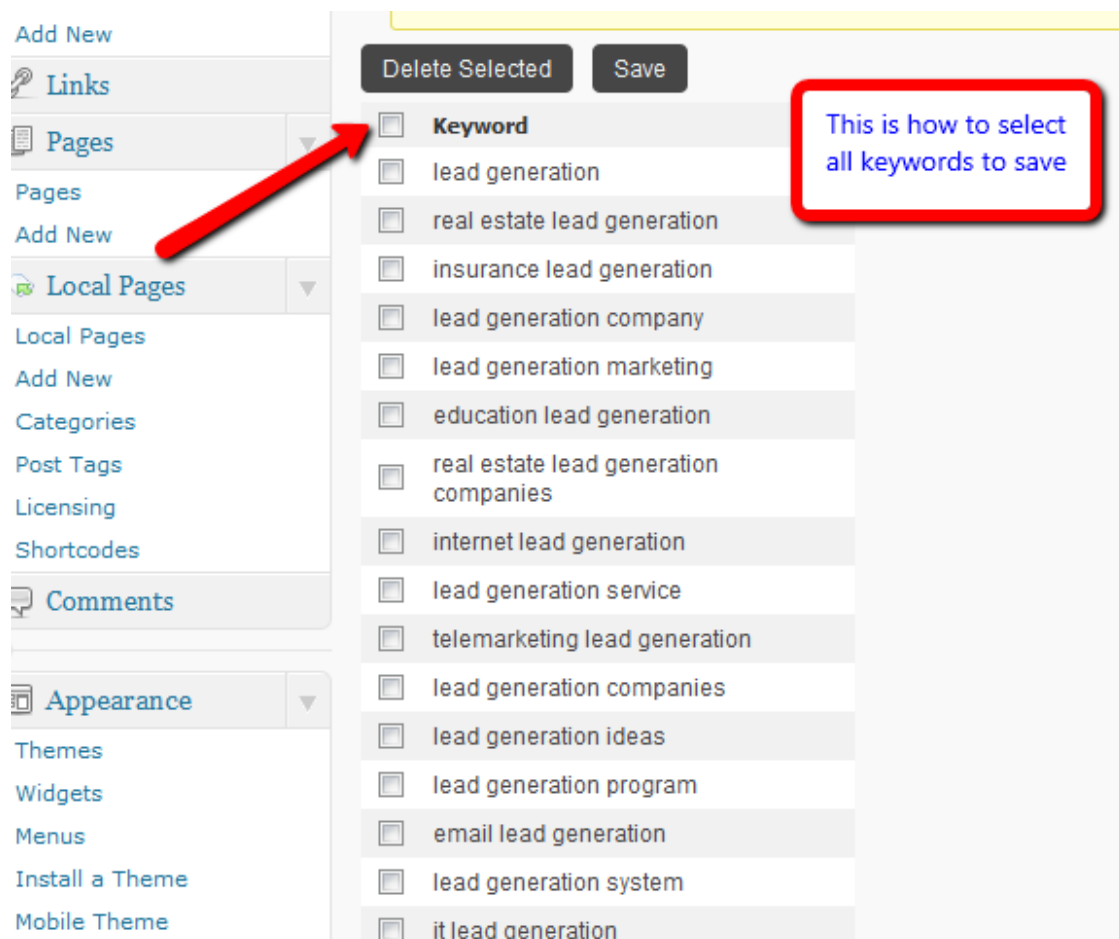 Add New
Links
Pages
Pages
Add New
Local Pages
Local Pages
Add New
Categories
Post Tags
Licensing
Shortcodes
Comments
Appearance
Themes
Widgets
Menus
Install a Theme
Mobile Theme
Delete Selected
Save
Keyword
lead generation
real estate lead generation
insurance lead generation
lead generation company
lead generation marketing
education lead generation
real estate lead generation
companies
internet lead generation
lead generation service
telemarketing lead generation
lead generation companies
lead generation ideas
lead generation program
email lead generation
lead generation system
it lead generation
This is how to select
all keywords to save